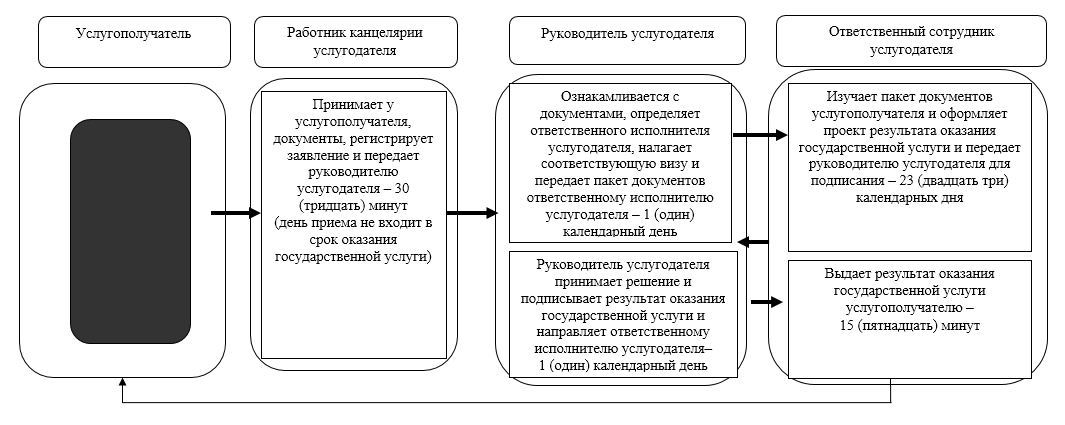 Услугополучатель
Работник канцелярии
услугодателя
Руководитель услугодателя
Ответственный сотрудник
услугодателя
Принимает у
услугополучателя,
документы, регистрирует
заявление и передает
руководителю
услугодателя – 30
(тридцать) минут
(день приема не входит в
срок оказания
государственной услуги)
Ознакамливается с
документами, определяет
ответственного исполнителя
услугодателя, налагает
соответствующую визу и
передает пакет документов
ответственному исполнителю
услугодателя – 1 (один)
календарный день
Руководитель услугодателя
принимает решение и
подписывает результат оказания
государственной услуги и
направляет ответственному
исполнителю услугодателя–
1 (один) календарный день
Изучает пакет документов
услугополучателя и оформляет
проект результата оказания
государственной услуги и передает
руководителю услугодателя для
подписания – 23 (двадцать три)
календарных дня
Выдает результат оказания
государственной услуги
услугополучателю –
15 (пятнадцать) минут